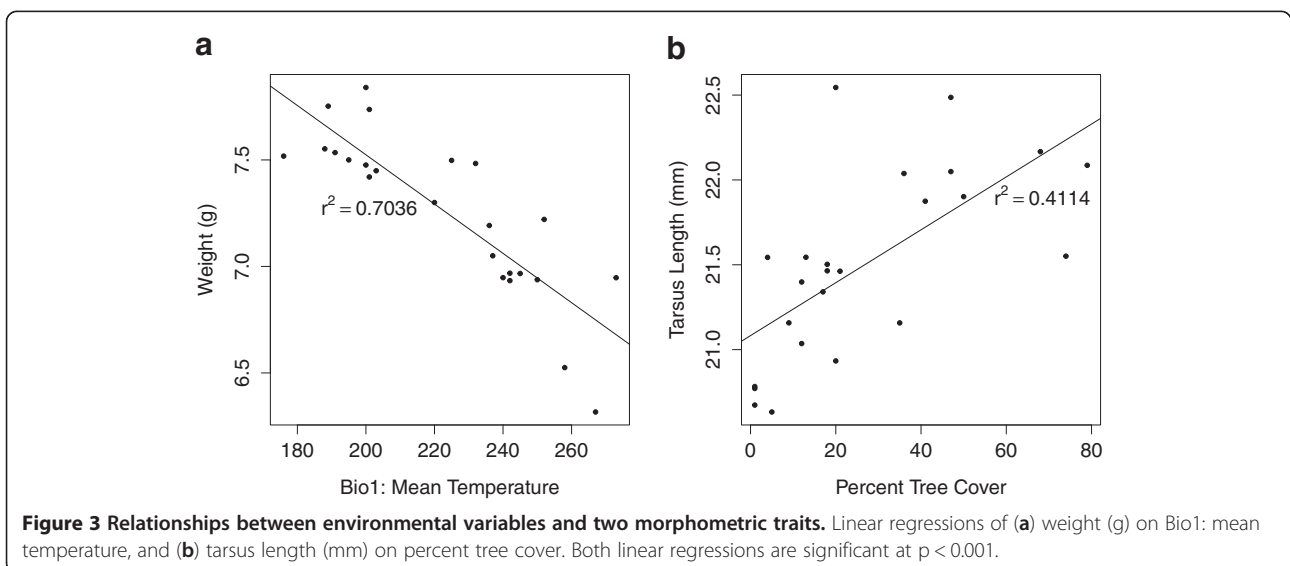 a
b
7.5
7.0
6.5
Weight (g)
r² = 0.7036
180 200 220 240 260
Bio1: Mean Temperature
22.5
22.0
21.5
21.0
Tarsus Length (mm)
r² = 0.4114
0 20 40 60 80
Percent Tree Cover
Figure 3 Relationships between environmental variables and two morphometric traits. Linear regressions of (a) weight (g) on Bio1: mean
temperature, and (b) tarsus length (mm) on percent tree cover. Both linear regressions are significant at p < 0.001.